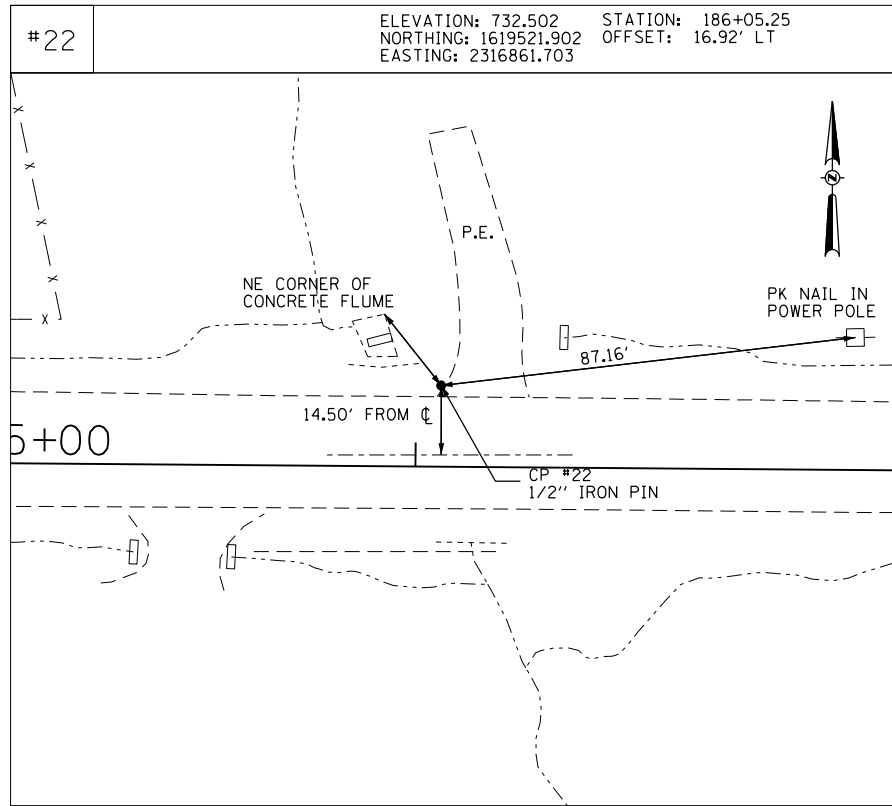 #22
ELEVATION: 732.502 STATION: 186+05.25
NORTHING: 1619521.902 OFFSET: 16.92' LT
EASTING: 2316861.703
P.E.
NE CORNER OF
CONCRETE FLUME
PK NAIL IN
POWER POLE
87.16'
14.50' FROM ℄
5+00
CP #22
1/2'' IRON PIN
X
X
X
X
X
Z